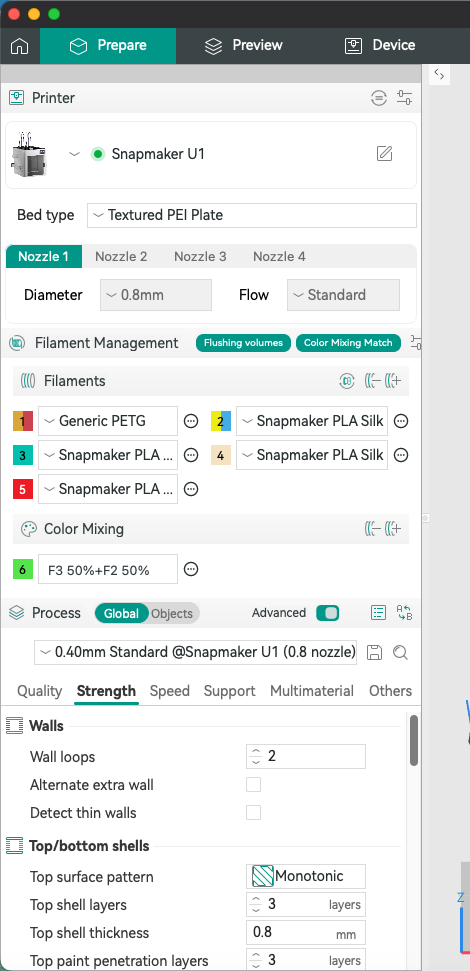 Prepare Preview Device
Printer
Snapmaker U1
Bed type Textured PEI Plate
Nozzle 1 Nozzle 2 Nozzle 3 Nozzle 4
Diameter 0.8mm Flow Standard
Filament Management Flushing volumes Color Mixing Match
Filaments
1 Generic PETG 2 Snapmaker PLA Silk
3 Snapmaker PLA ... 4 Snapmaker PLA Silk
5 Snapmaker PLA ...
Color Mixing
6 F3 50%+F2 50%
Process Global Objects Advanced
0.40mm Standard @Snapmaker U1 (0.8 nozzle)
Quality Strength Speed Support Multimaterial Others
Walls
Wall loops 2
Alternate extra wall
Detect thin walls
Top/bottom shells
Top surface pattern Monotonic
Top shell layers 3 layers
Top shell thickness 0.8 mm
Z
Top paint penetration layers 3 layers